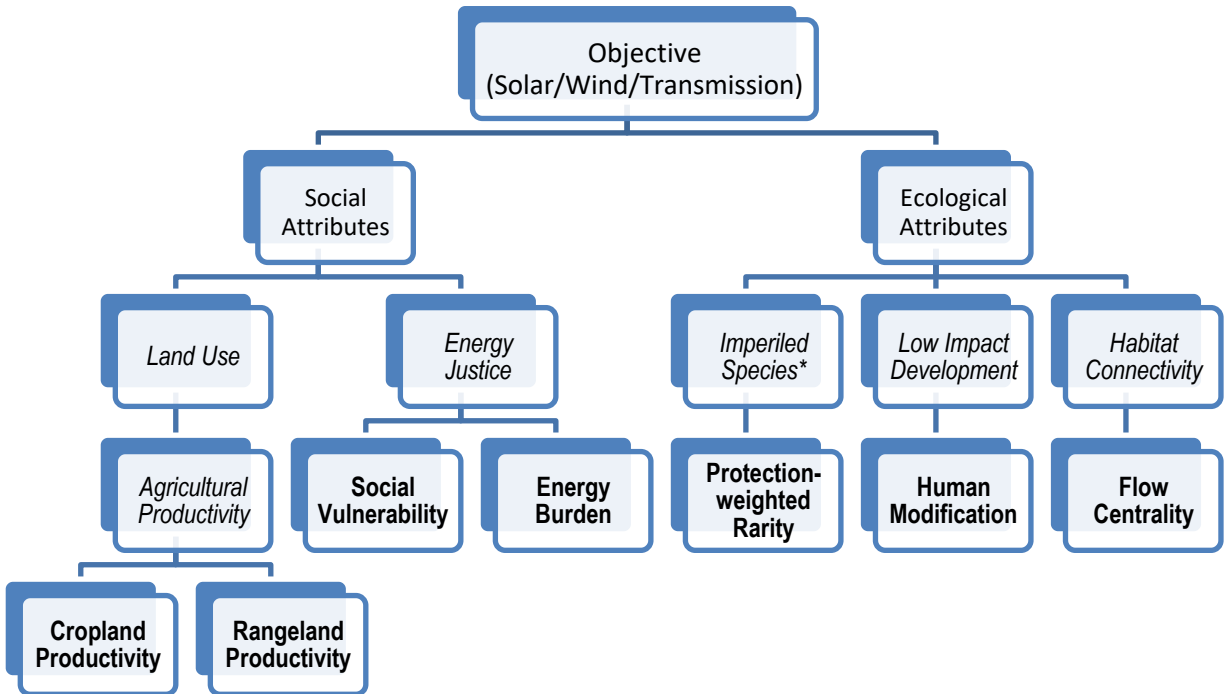 Objective
(Solar/Wind/Transmission)
Social
Attributes
Ecological
Attributes
Land Use
Energy
Justice
Imperiled
Species*
Low Impact
Development
Habitat
Connectivity
Agricultural
Productivity
Social
Vulnerability
Energy
Burden
Protection-
weighted
Rarity
Human
Modification
Flow
Centrality
Cropland
Productivity
Rangeland
Productivity